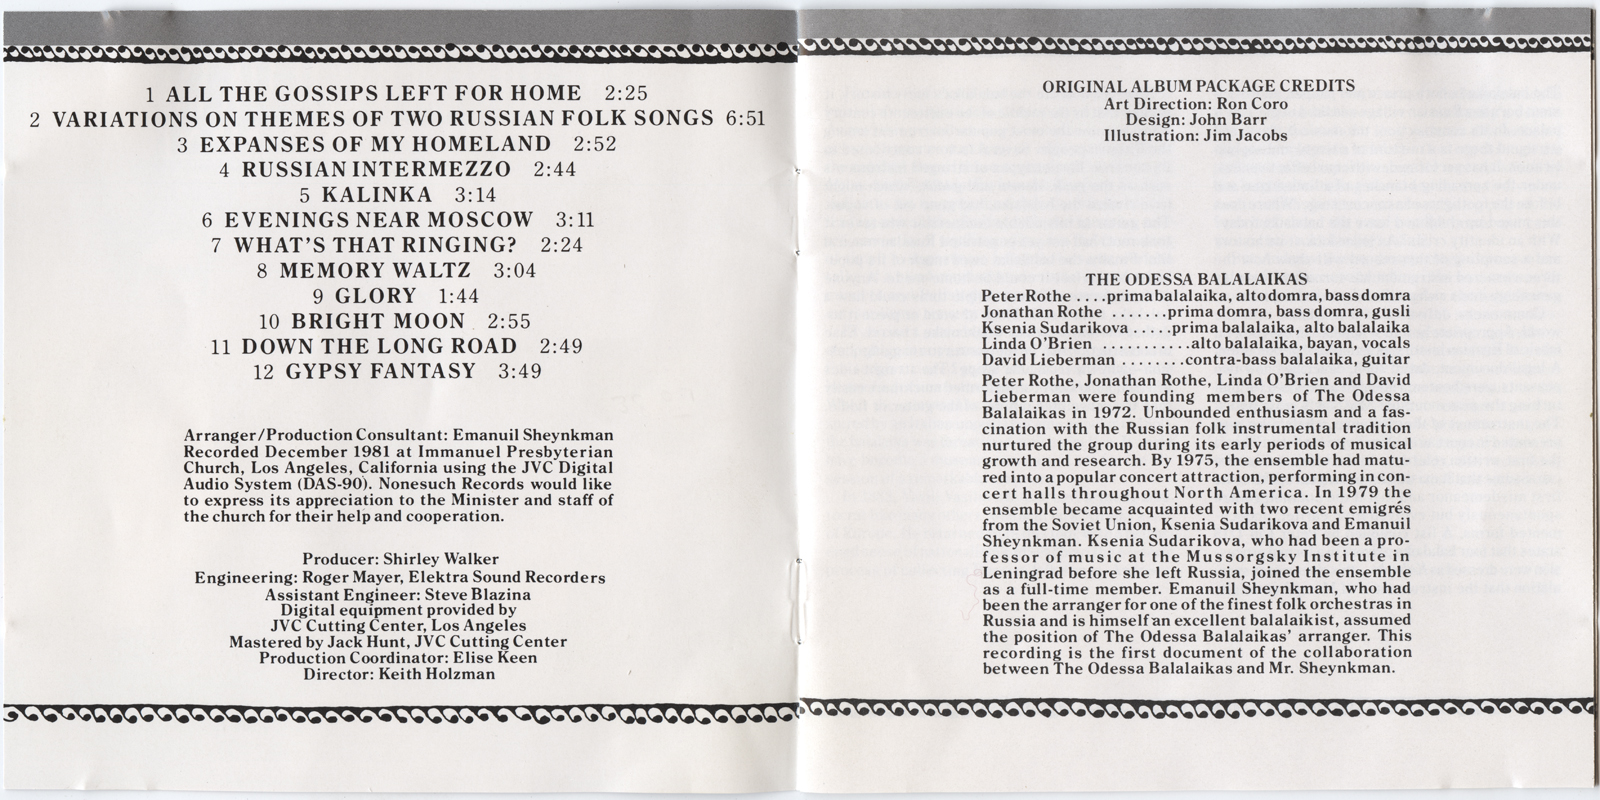 1 ALL THE GOSSIPS LEFT FOR HOME 2:25
2 VARIATIONS ON THEMES OF TWO RUSSIAN FOLK SONGS 6:51
3 EXPANSES OF MY HOMELAND 2:52
4 RUSSIAN INTERMEZZO 2:44
5 KALINKA 3:14
6 EVENINGS NEAR MOSCOW 3:11
7 WHAT'S THAT RINGING? 2:24
8 MEMORY WALTZ 3:04
9 GLORY 1:44
10 BRIGHT MOON 2:55
11 DOWN THE LONG ROAD 2:49
12 GYPSY FANTASY 3:49
Arranger/Production Consultant: Emanuil Sheynkman
Recorded December 1981 at Immanuel Presbyterian
Church, Los Angeles, California using the JVC Digital
Audio System (DAS-90). Nonesuch Records would like
to express its appreciation to the Minister and staff of
the church for their help and cooperation.
Producer: Shirley Walker
Engineering: Roger Mayer, Elektra Sound Recorders
Assistant Engineer: Steve Blazina
Digital equipment provided by
JVC Cutting Center, Los Angeles
Mastered by Jack Hunt, JVC Cutting Center
Production Coordinator: Elise Keen
Director: Keith Holzman
ORIGINAL ALBUM PACKAGE CREDITS
Art Direction: Ron Coro
Design: John Barr
Illustration: Jim Jacobs
THE ODESSA BALALAIKAS
Peter Rothe ....prima balalaika, alto domra, bass domra
Jonathan Rothe .......prima domra, bass domra, gusli
Ksenia Sudarikova .....prima balalaika, alto balalaika
Linda O'Brien ...........alto balalaika, bayan, vocals
David Lieberman .......contra-bass balalaika, guitar
Peter Rothe, Jonathan Rothe, Linda O'Brien and David
Lieberman were founding members of The Odessa
Balalaikas in 1972. Unbounded enthusiasm and a fas-
cination with the Russian folk instrumental tradition
nurtured the group during its early periods of musical
growth and research. By 1975, the ensemble had matu-
red into a popular concert attraction, performing in con-
cert halls throughout North America. In 1979 the
ensemble became acquainted with two recent emigrés
from the Soviet Union, Ksenia Sudarikova and Emanuil
Sheynkman. Ksenia Sudarikova, who had been a pro-
fessor of music at the Mussorgsky Institute in
Leningrad before she left Russia, joined the ensemble
as a full-time member. Emanuil Sheynkman, who had
been the arranger for one of the finest folk orchestras in
Russia and is himself an excellent balalaikist, assumed
the position of The Odessa Balalaikas' arranger. This
recording is the first document of the collaboration
between The Odessa Balalaikas and Mr. Sheynkman.